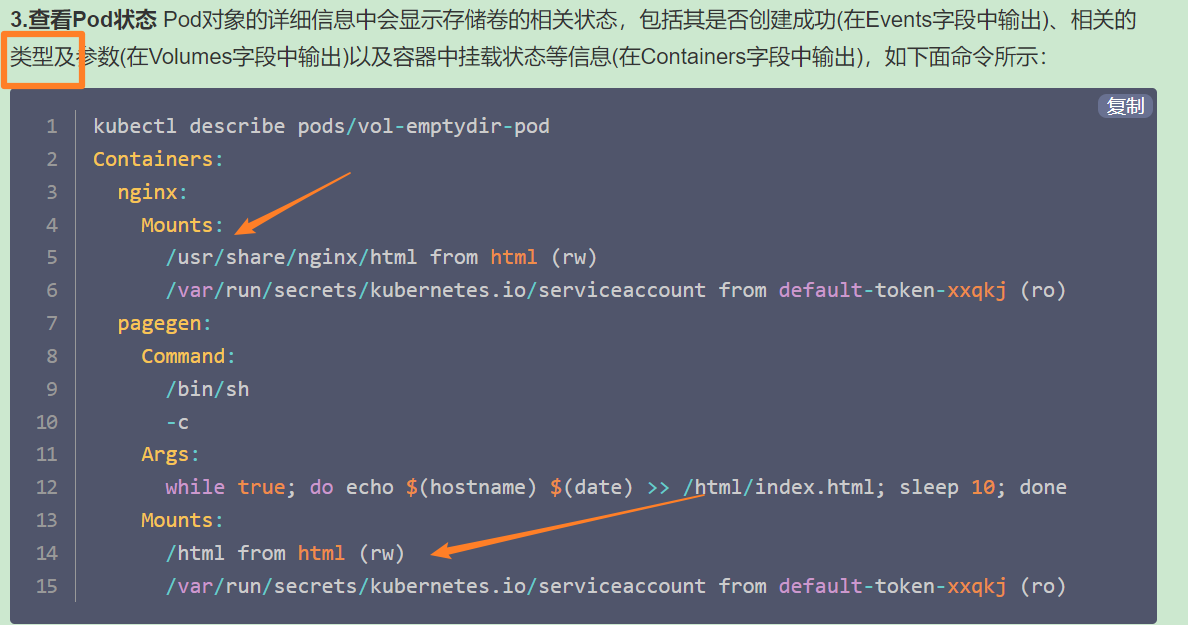 3.查看Pod状态 Pod对象的详细信息中会显示存储卷的相关状态，包括其是否创建成功(在Events字段中输出)、相关的
类型及参数(在Volumes字段中输出)以及容器中挂载状态等信息(在Containers字段中输出)，如下面命令所示：
复制
1 kubectl describe pods/vol-emptydir-pod
2 Containers:
3 nginx:
4 Mounts:
5 /usr/share/nginx/html from html (rw)
6 /var/run/secrets/kubernetes.io/serviceaccount from default-token-xxqkj (ro)
7 pagegen:
8 Command:
9 /bin/sh
10 -c
11 Args:
12 while true; do echo $(hostname) $(date) >> /html/index.html; sleep 10; done
13 Mounts:
14 /html from html (rw)
15 /var/run/secrets/kubernetes.io/serviceaccount from default-token-xxqkj (ro)